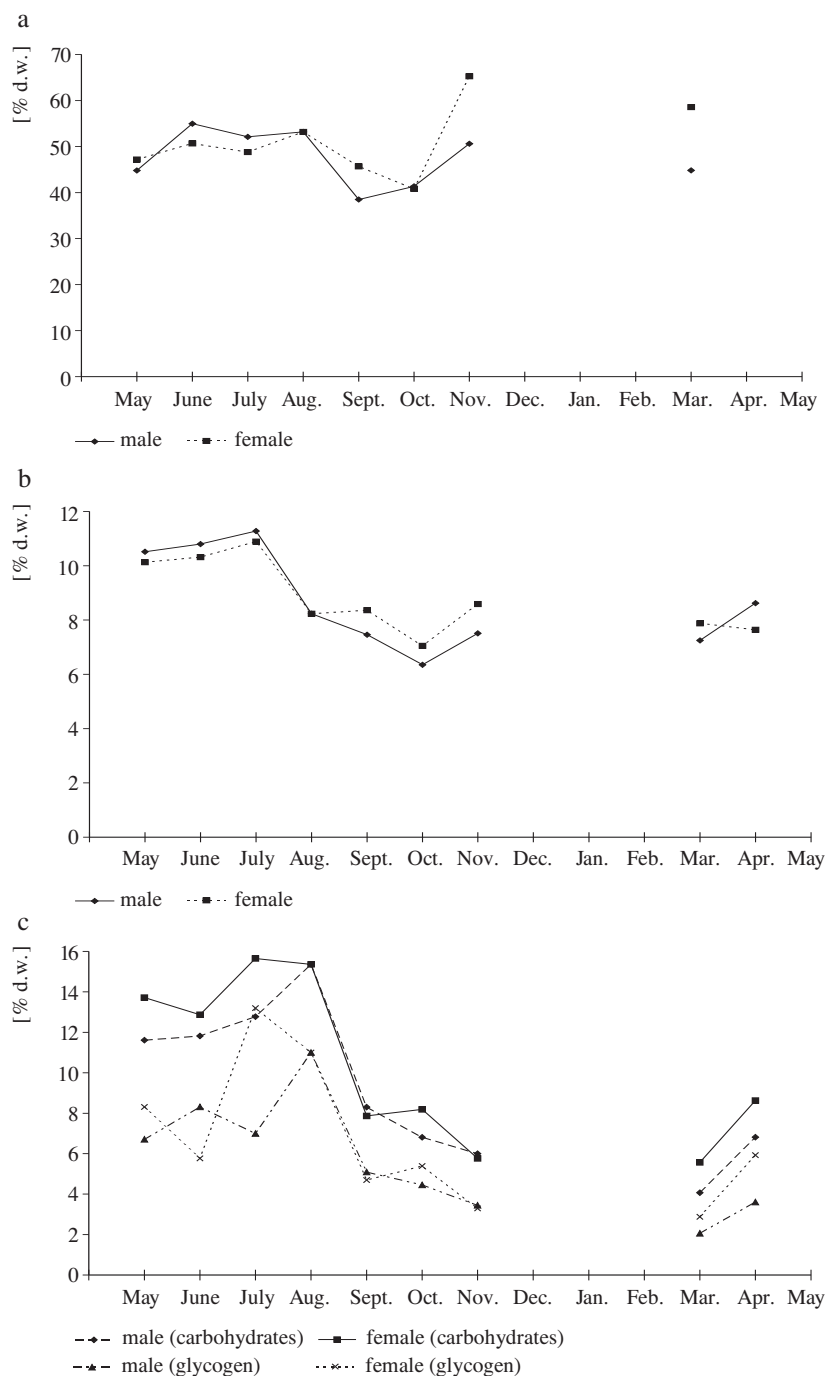 a
[% d.w.]
70
60
50
40
30
20
10
0
May June July Aug. Sept. Oct. Nov. Dec. Jan. Feb. Mar. Apr. May
male female
b
[% d.w.]
12
10
8
6
4
2
0
May June July Aug. Sept. Oct. Nov. Dec. Jan. Feb. Mar. Apr. May
male female
c
[% d.w.]
16
14
12
10
8
6
4
2
0
May June July Aug. Sept. Oct. Nov. Dec. Jan. Feb. Mar. Apr. May
male (carbohydrates) female (carbohydrates)
male (glycogen) female (glycogen)